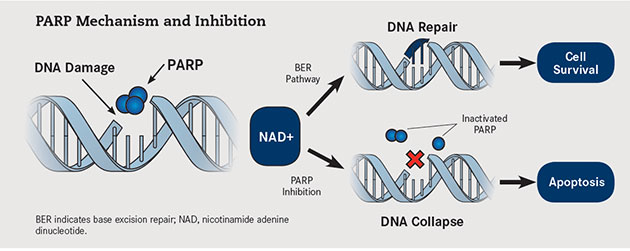 PARP Mechanism and Inhibition
DNA Damage
PARP
NAD+
BER
Pathway
DNA Repair
Cell
Survival
PARP
Inhibition
Inactivated
PARP
DNA Collapse
Apoptosis
BER indicates base excision repair; NAD, nicotinamide adenine
dinucleotide.